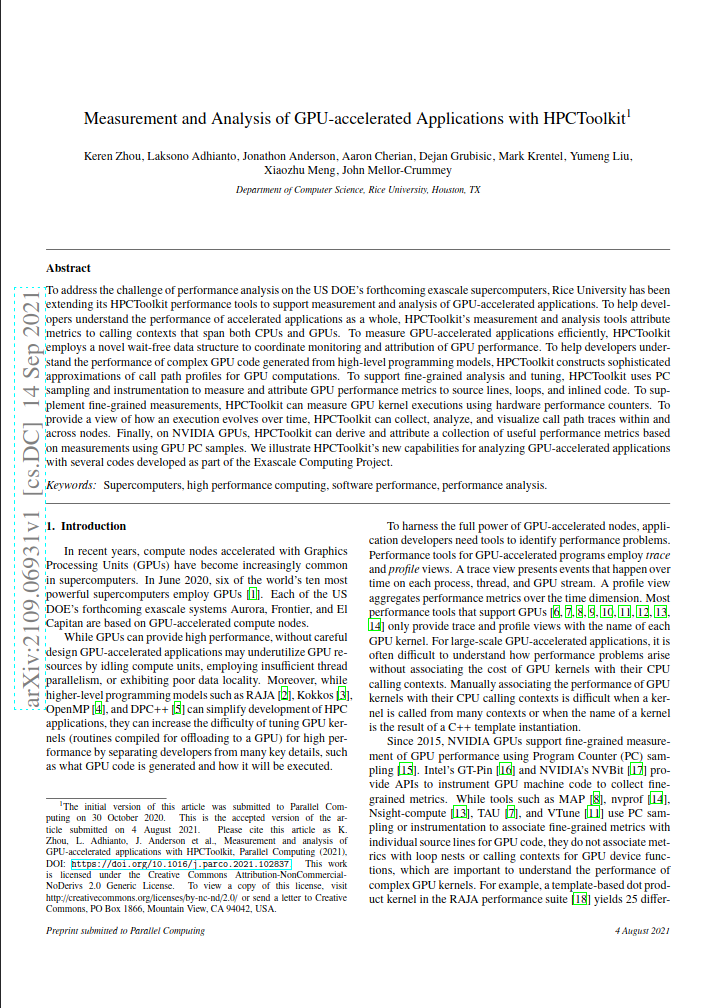 Measurement and Analysis of GPU-accelerated Applications with HPCToolkit1
Keren Zhou, Laksono Adhianto, Jonathon Anderson, Aaron Cherian, Dejan Grubisic, Mark Krentel, Yumeng Liu,
Xiaozhu Meng, John Mellor-Crummey
Department of Computer Science, Rice University, Houston, TX
Abstract
To address the challenge of performance analysis on the US DOE's forthcoming exascale supercomputers, Rice University has been
extending its HPCToolkit performance tools to support measurement and analysis of GPU-accelerated applications. To help devel-
opers understand the performance of accelerated applications as a whole, HPCToolkit's measurement and analysis tools attribute
metrics to calling contexts that span both CPUs and GPUs. To measure GPU-accelerated applications efficiently, HPCToolkit
employs a novel wait-free data structure to coordinate monitoring and attribution of GPU performance. To help developers under-
stand the performance of complex GPU code generated from high-level programming models, HPCToolkit constructs sophisticated
approximations of call path profiles for GPU computations. To support fine-grained analysis and tuning, HPCToolkit uses PC
sampling and instrumentation to measure and attribute GPU performance metrics to source lines, loops, and inlined code. To sup-
plement fine-grained measurements, HPCToolkit can measure GPU kernel executions using hardware performance counters. To
provide a view of how an execution evolves over time, HPCToolkit can collect, analyze, and visualize call path traces within and
across nodes. Finally, on NVIDIA GPUs, HPCToolkit can derive and attribute a collection of useful performance metrics based
on measurements using GPU PC samples. We illustrate HPCToolkit's new capabilities for analyzing GPU-accelerated applications
with several codes developed as part of the Exascale Computing Project.
Keywords: Supercomputers, high performance computing, software performance, performance analysis.
1. Introduction
In recent years, compute nodes accelerated with Graphics
Processing Units (GPUs) have become increasingly common
in supercomputers. In June 2020, six of the world's ten most
powerful supercomputers employ GPUs [1]. Each of the US
DOE's forthcoming exascale systems Aurora, Frontier, and El
Capitan are based on GPU-accelerated compute nodes.
While GPUs can provide high performance, without careful
design GPU-accelerated applications may underutilize GPU re-
sources by idling compute units, employing insufficient thread
parallelism, or exhibiting poor data locality. Moreover, while
higher-level programming models such as RAJA [2], Kokkos [3],
OpenMP [4], and DPC++ [5] can simplify development of HPC
applications, they can increase the difficulty of tuning GPU ker-
nels (routines compiled for offloading to a GPU) for high per-
formance by separating developers from many key details, such
as what GPU code is generated and how it will be executed.
1The initial version of this article was submitted to Parallel Com-
puting on 30 October 2020. This is the accepted version of the ar-
ticle submitted on 4 August 2021. Please cite this article as K.
Zhou, L. Adhianto, J. Anderson et al., Measurement and analysis of
GPU-accelerated applications with HPCToolkit, Parallel Computing (2021),
DOI: https://doi.org/10.1016/j.parco.2021.102837 This work
is licensed under the Creative Commons Attribution-NonCommercial-
NoDerivs 2.0 Generic License. To view a copy of this license, visit
http://creativecommons.org/licenses/by-nc-nd/2.0/ or send a letter to Creative
Commons, PO Box 1866, Mountain View, CA 94042, USA.
To harness the full power of GPU-accelerated nodes, appli-
cation developers need tools to identify performance problems.
Performance tools for GPU-accelerated programs employ trace
and profile views. A trace view presents events that happen over
time on each process, thread, and GPU stream. A profile view
aggregates performance metrics over the time dimension. Most
performance tools that support GPUs [6, 7, 8, 9, 10, 11, 12, 13,
14] only provide trace and profile views with the name of each
GPU kernel. For large-scale GPU-accelerated applications, it is
often difficult to understand how performance problems arise
without associating the cost of GPU kernels with their CPU
calling contexts. Manually associating the performance of GPU
kernels with their CPU calling contexts is difficult when a ker-
nel is called from many contexts or when the name of a kernel
is the result of a C++ template instantiation.
Since 2015, NVIDIA GPUs support fine-grained measure-
ment of GPU performance using Program Counter (PC) sam-
pling [15]. Intel's GT-Pin [16] and NVIDIA's NVBit [17] pro-
vide APIs to instrument GPU machine code to collect fine-
grained metrics. While tools such as MAP [8], nvprof [14],
Nsight-compute [13], TAU [7], and VTune [11] use PC sam-
pling or instrumentation to associate fine-grained metrics with
individual source lines for GPU code, they do not associate met-
rics with loop nests or calling contexts for GPU device func-
tions, which are important to understand the performance of
complex GPU kernels. For example, a template-based dot prod-
uct kernel in the RAJA performance suite [18] yields 25 differ-
Preprint submitted to Parallel Computing
4 August 2021
arXiv:2109.06931v1 [cs.DC] 14 Sep 2021